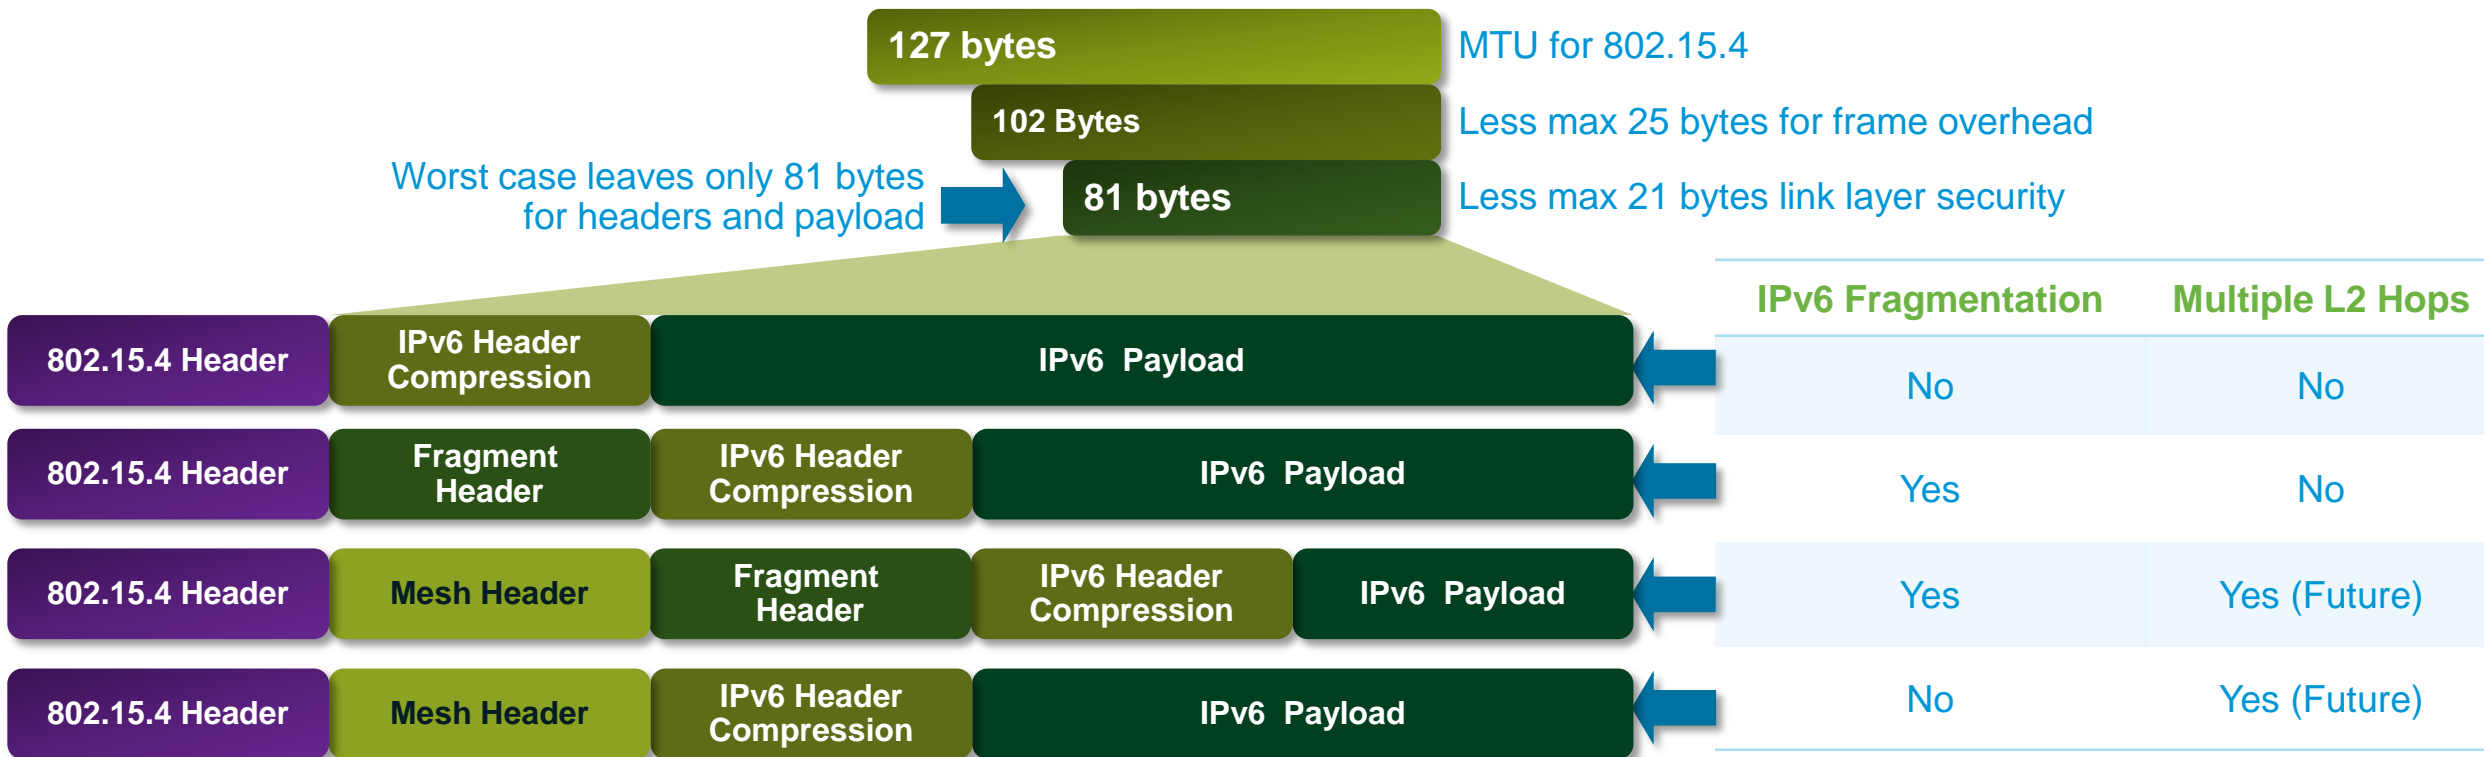 127 bytes
MTU for 802.15.4
102 Bytes
Less max 25 bytes for frame overhead
Worst case leaves only 81 bytes
for headers and payload
81 bytes
Less max 21 bytes link layer security
IPv6 Fragmentation
Multiple L2 Hops
802.15.4 Header
IPv6 Header
Compression
IPv6 Payload
No
No
802.15.4 Header
Fragment
Header
IPv6 Header
Compression
IPv6 Payload
Yes
No
802.15.4 Header
Mesh Header
Fragment
Header
IPv6 Header
Compression
IPv6 Payload
Yes
Yes (Future)
802.15.4 Header
Mesh Header
IPv6 Header
Compression
IPv6 Payload
No
Yes (Future)